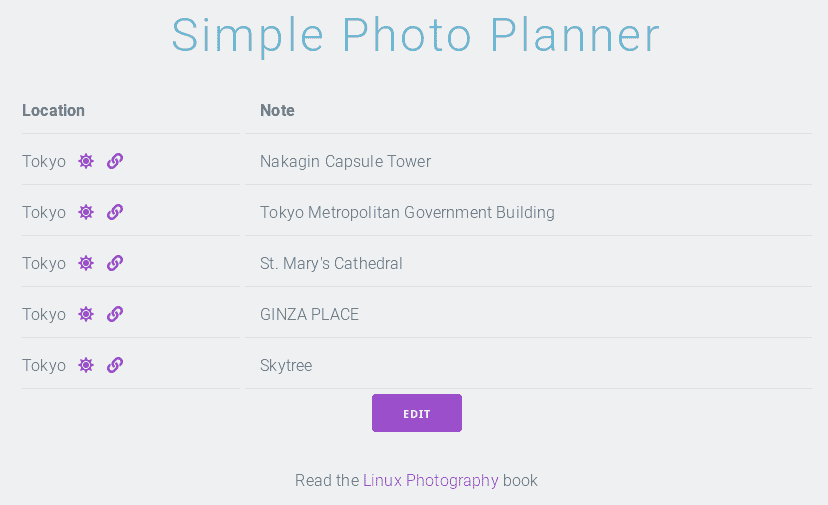 Simple Photo Planner
Location Note
Tokyo Nakagin Capsule Tower
Tokyo Tokyo Metropolitan Government Building
Tokyo St. Mary's Cathedral
Tokyo GINZA PLACE
Tokyo Skytree
EDIT
Read the Linux Photography book